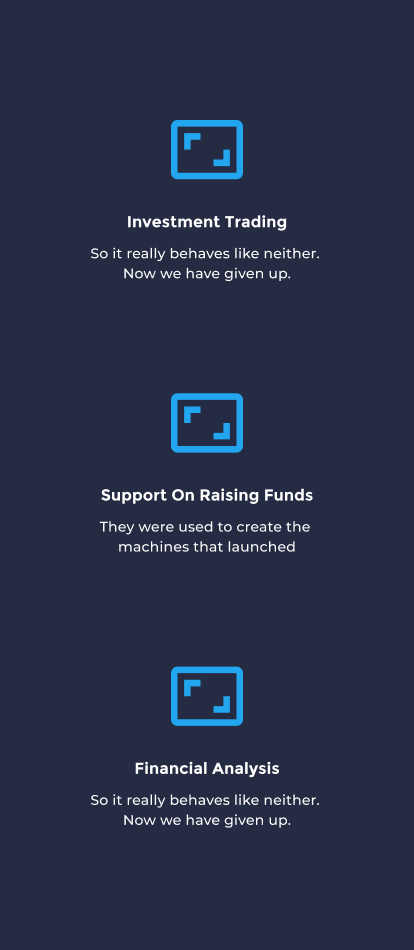 Investment Trading
So it really behaves like neither.
Now we have given up.
Support On Raising Funds
They were used to create the
machines that launched
Financial Analysis
So it really behaves like neither.
Now we have given up.